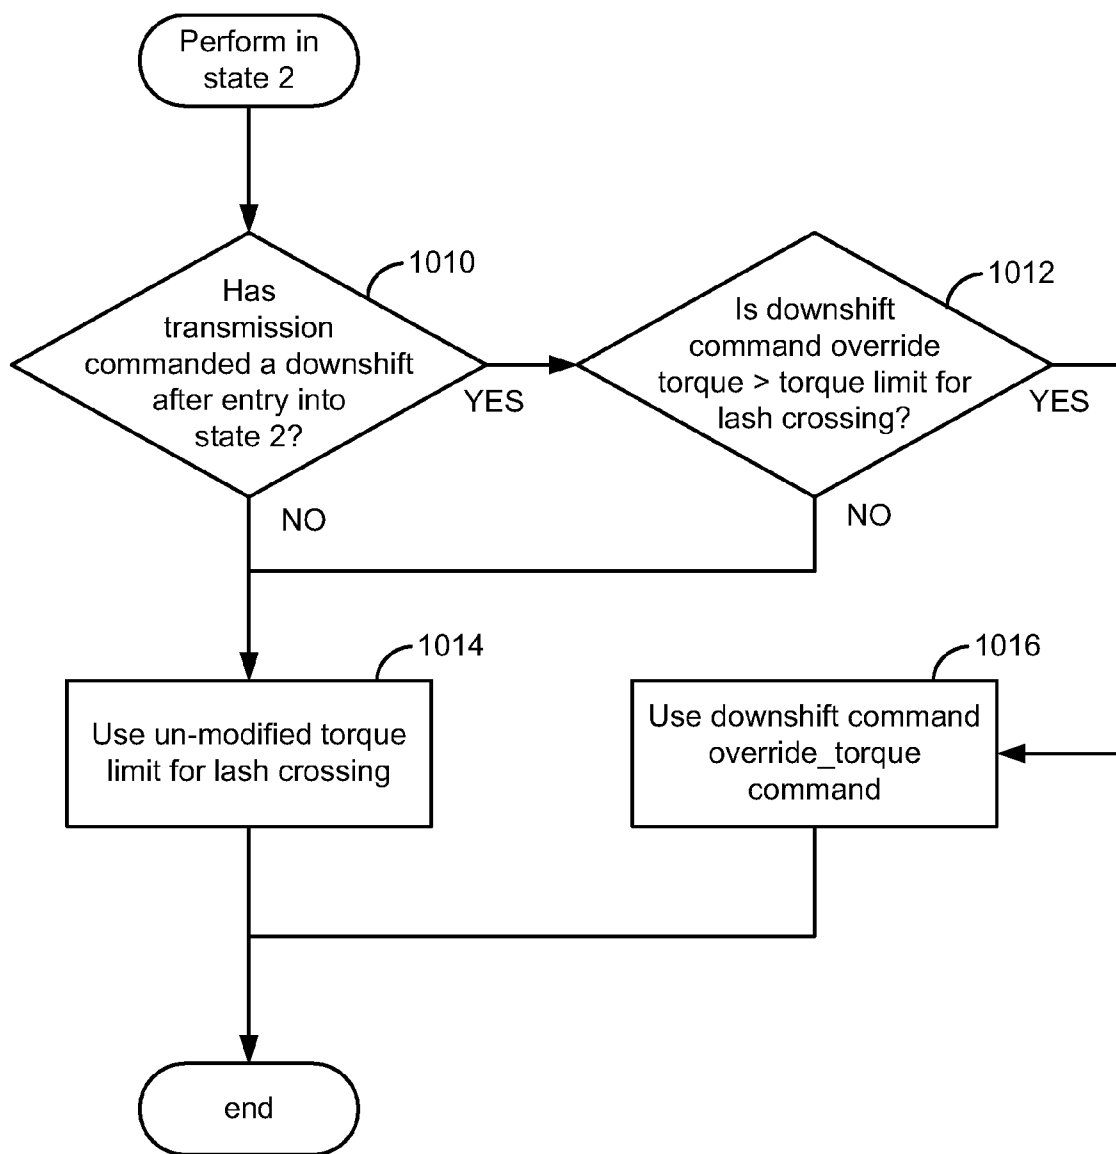 Perform in
state 2
1010
Has
transmission
commanded a downshift
after entry into
state 2?
YES
NO
1012
Is downshift
command override
torque > torque limit for
lash crossing?
YES
NO
1014
Use un-modified torque
limit for lash crossing
1016
Use downshift command
override_torque
command
end